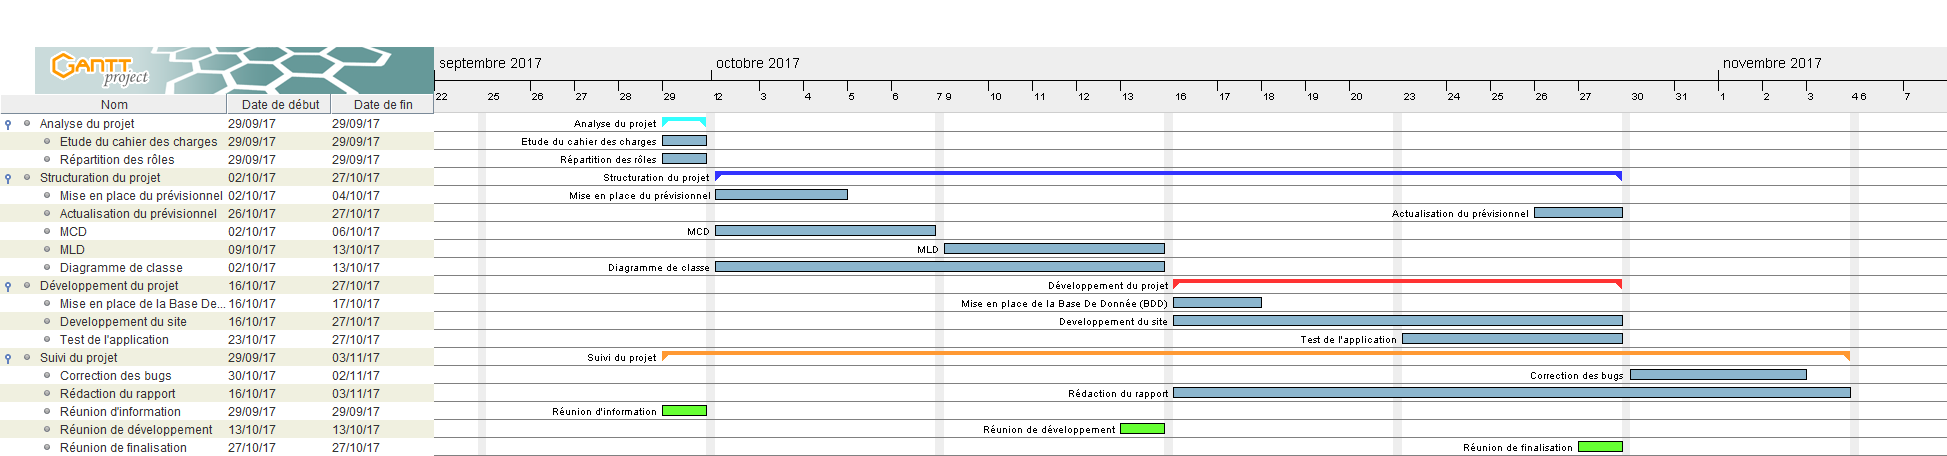 GANTT
project
septembre 2017 octobre 2017 novembre 2017
Nom Date de début Date de fin
22 25 26 27 28 29 1 2 3 4 5 6 7 9 10 11 12 13 16 17 18 19 20 23 24 25 26 27 30 31 1 2 3 4 6 7
Analyse du projet 29/09/17 29/09/17 Analyse du projet
Etude du cahier des charges 29/09/17 29/09/17 Etude du cahier des charges
Répartition des rôles 29/09/17 29/09/17 Répartition des rôles
Structuration du projet 02/10/17 27/10/17 Structuration du projet
Mise en place du prévisionnel 02/10/17 04/10/17 Mise en place du prévisionnel
Actualisation du prévisionnel 26/10/17 27/10/17 Actualisation du prévisionnel
MCD 02/10/17 06/10/17 MCD
MLD 09/10/17 13/10/17 MLD
Diagramme de classe 02/10/17 13/10/17 Diagramme de classe
Développement du projet 16/10/17 27/10/17 Développement du projet
Mise en place de la Base De... 16/10/17 17/10/17 Mise en place de la Base De Donnée (BDD)
Developpement du site 16/10/17 27/10/17 Developpement du site
Test de l'application 23/10/17 27/10/17 Test de l'application
Suivi du projet 29/09/17 03/11/17 Suivi du projet
Correction des bugs 30/10/17 02/11/17 Correction des bugs
Rédaction du rapport 16/10/17 03/11/17 Rédaction du rapport
Réunion d'information 29/09/17 29/09/17 Réunion d'information
Réunion de développement 13/10/17 13/10/17 Réunion de développement
Réunion de finalisation 27/10/17 27/10/17 Réunion de finalisation